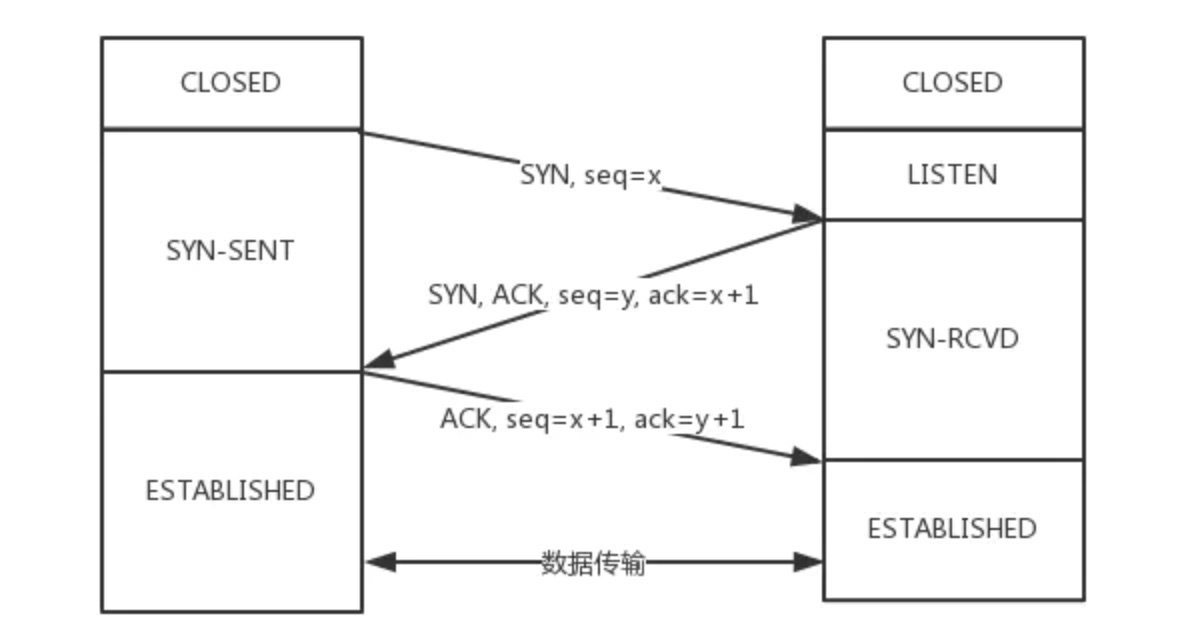 CLOSED
CLOSED
SYN, seq=x
LISTEN
SYN-SENT
SYN, ACK, seq=y, ack=x+1
SYN-RCVD
ACK, seq=x+1, ack=y+1
ESTABLISHED
ESTABLISHED
数据传输